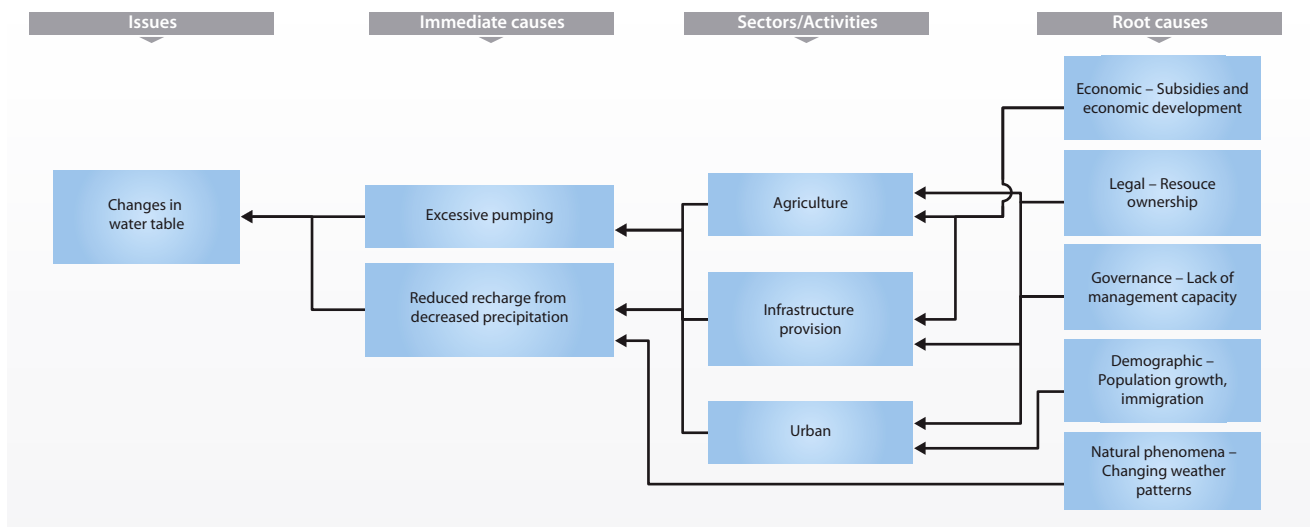 Issues
Immediate causes
Sectors/Activities
Root causes
Changes in
water table
Excessive pumping
Reduced recharge from
decreased precipitation
Agriculture
Infrastructure
provision
Urban
Economic – Subsidies and
economic development
Legal – Resouce
ownership
Governance – Lack of
management capacity
Demographic –
Population growth,
immigration
Natural phenomena –
Changing weather
patterns